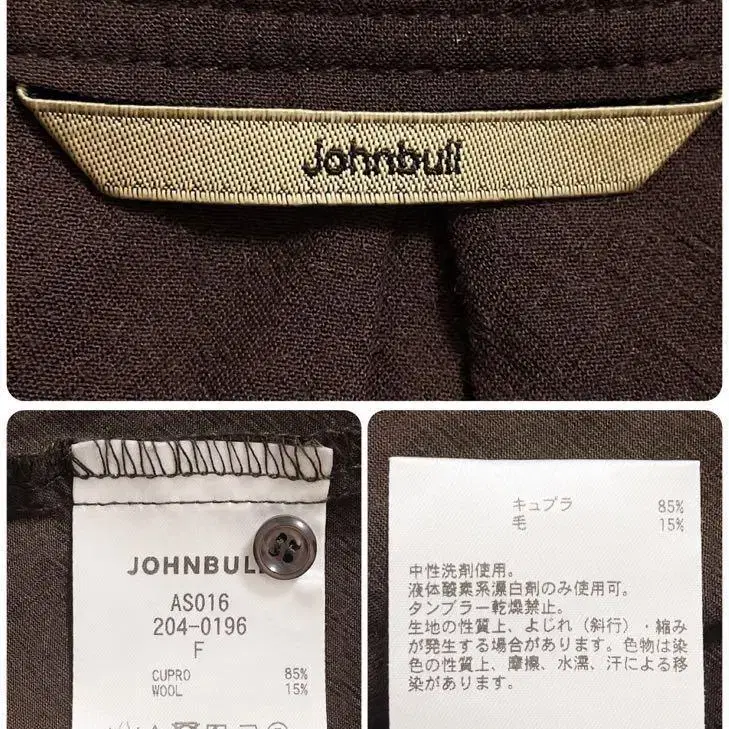 Johnbull
JOHNBULL
AS016
204-0196
F
CUPRO 85%
WOOL 15%
キュプラ 85%
毛 15%
中性洗剤使用。
液体酸素系漂白剤のみ使用可。
タンブラー乾燥禁止。
生地の性質上、よじれ（斜行）・縮み
が発生する場合があります。色物は染
色の性質上、摩擦、水濡、汗による移
染があります。